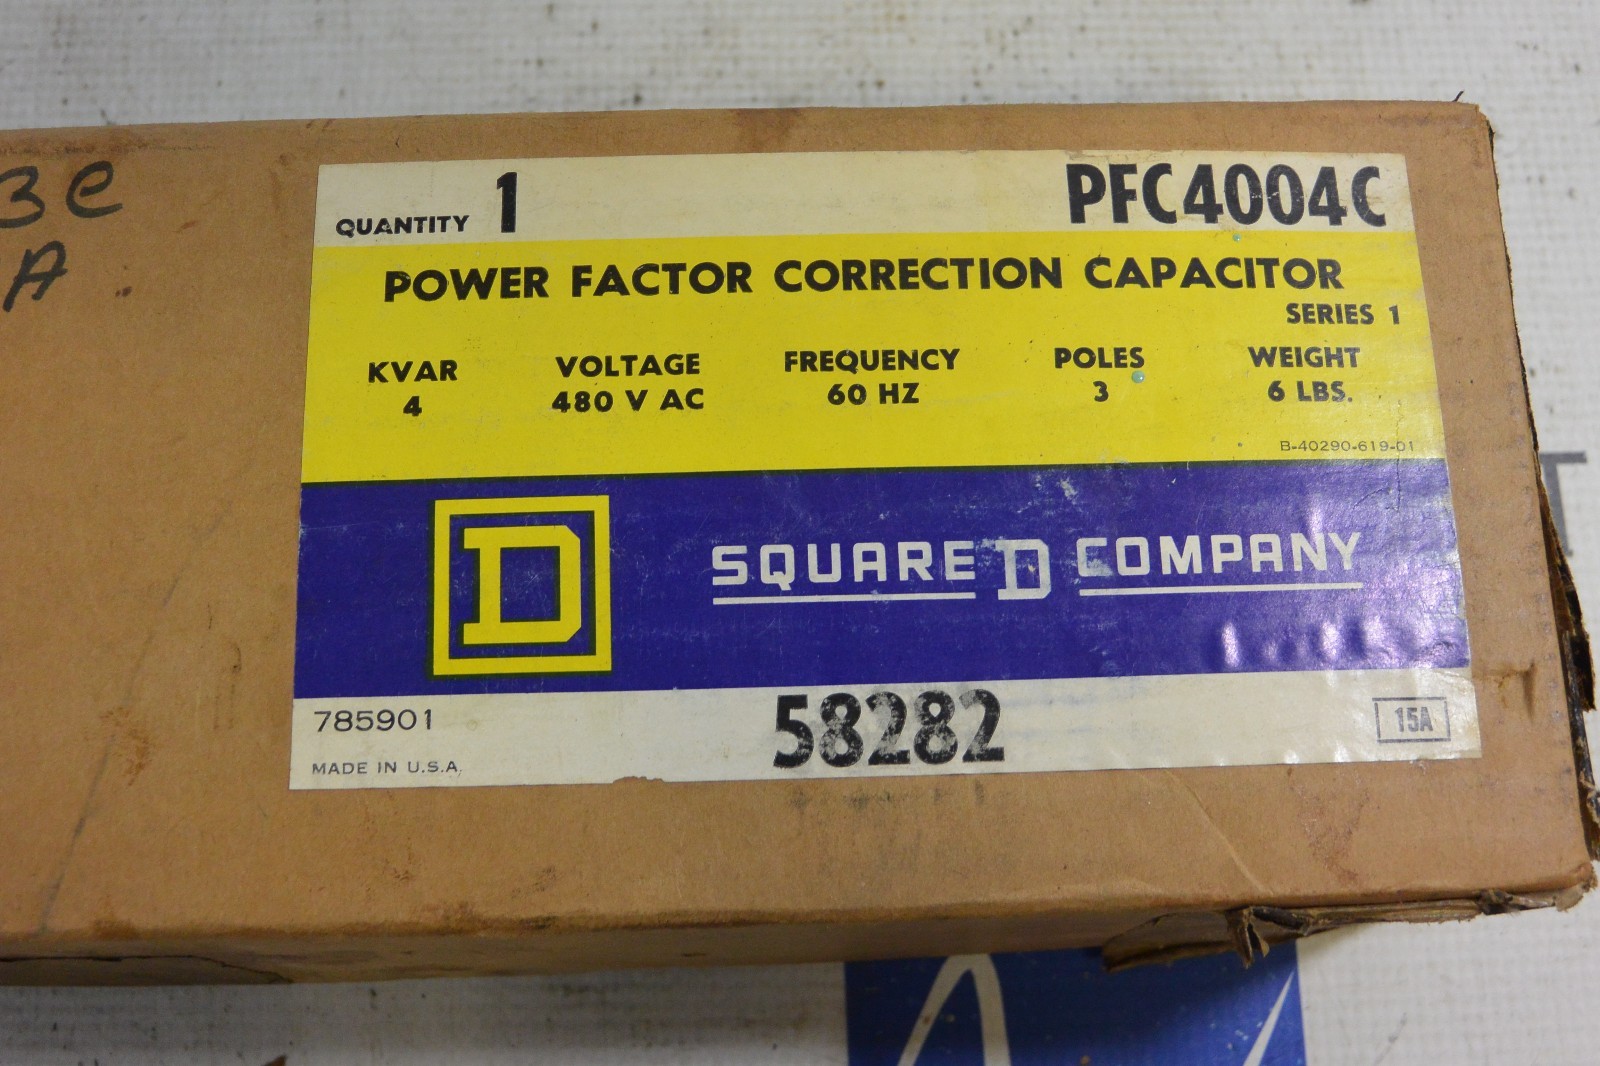 3e
A
QUANTITY 1 PFC4004C
POWER FACTOR CORRECTION CAPACITOR
SERIES 1
KVAR VOLTAGE FREQUENCY POLES WEIGHT
4 480 V AC 60 HZ 3 6 LBS.
B-40290-619-01
D SQUARE D COMPANY
785901 58282 15A
MADE IN U.S.A.
T